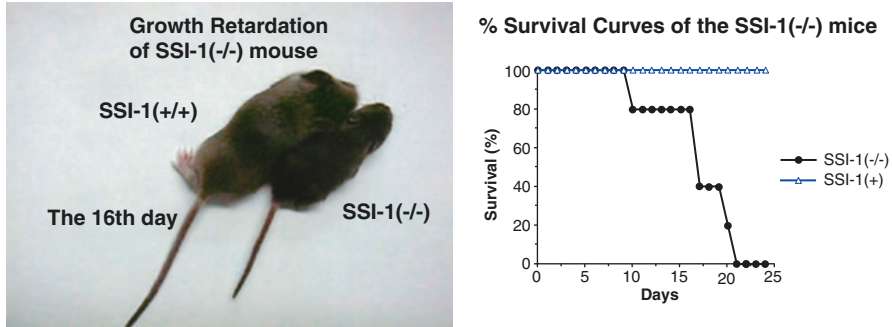 Growth Retardation
of SSI-1(-/-) mouse
SSI-1(+/+)
The 16th day
SSI-1(-/-)
% Survival Curves of the SSI-1(-/-) mice
100
80
60
40
20
0
Survival (%)
0
5
10
15
20
25
Days
SSI-1(-/-)
SSI-1(+)